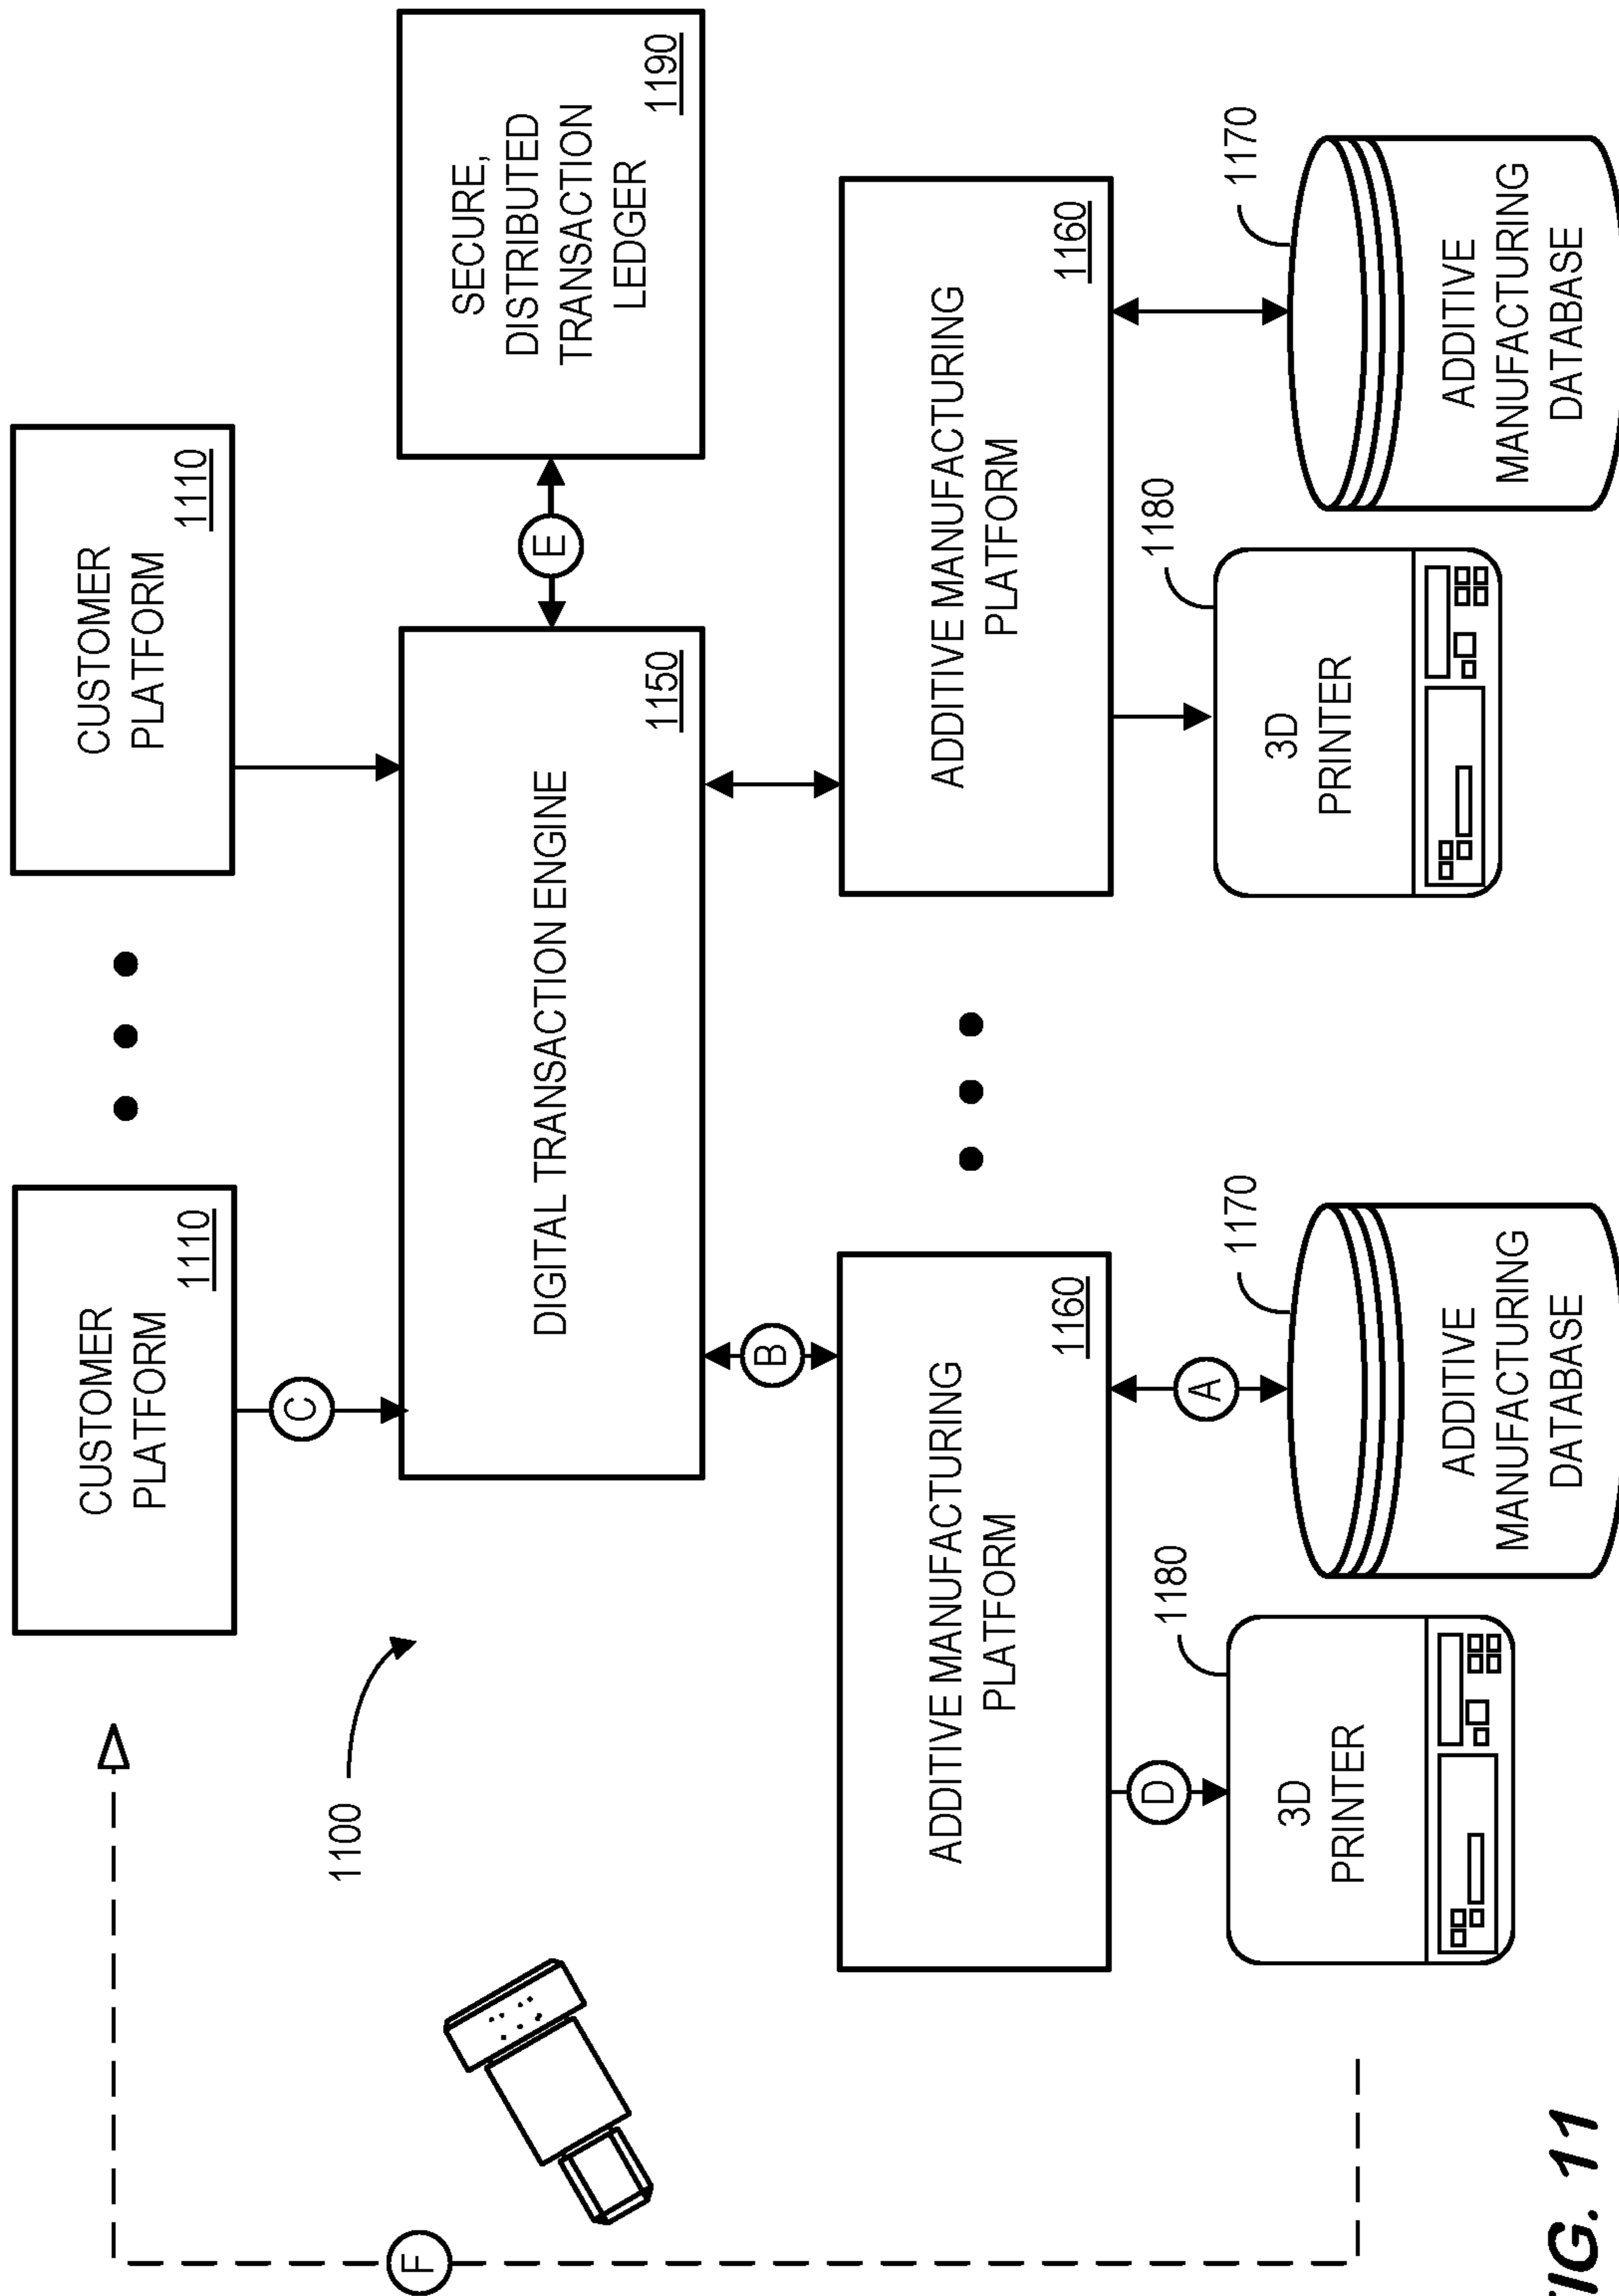 CUSTOMER
PLATFORM
1110
CUSTOMER
PLATFORM
1110
F
1100
C
DIGITAL TRANSACTION ENGINE
1150
E
SECURE,
DISTRIBUTED
TRANSACTION
LEDGER
1190
B
ADDITIVE MANUFACTURING
PLATFORM
1160
ADDITIVE MANUFACTURING
PLATFORM
1160
D
1180
A
1170
1180
1170
3D
PRINTER
ADDITIVE
MANUFACTURING
DATABASE
3D
PRINTER
ADDITIVE
MANUFACTURING
DATABASE
FIG. 11